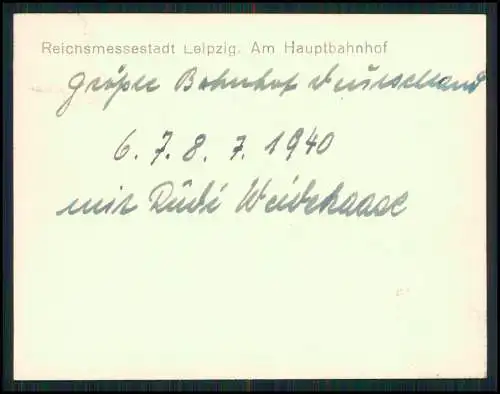 Reichsmessestadt Leipzig. Am Hauptbahnhof
größte Bahnhof Deutschland
6. 7. 8. 7. 1940
mit Rudi Weidehaase